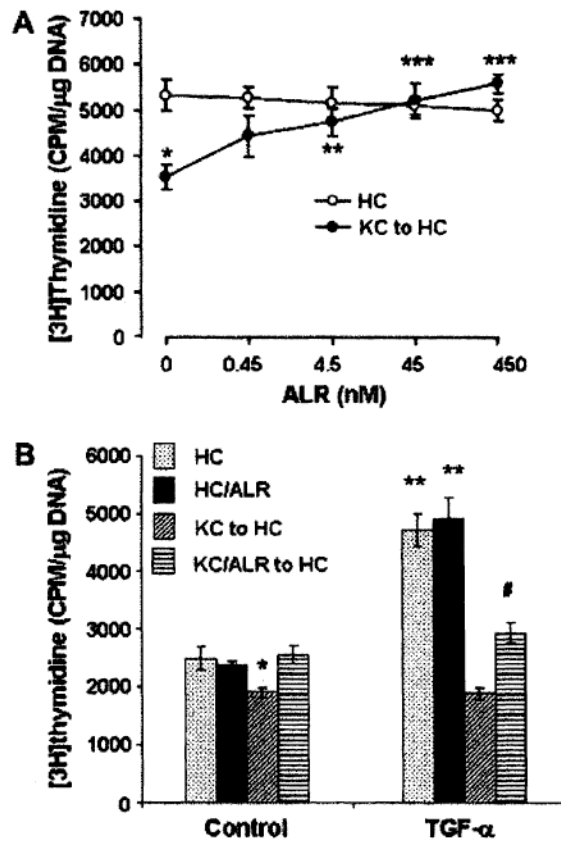 A
[3H]Thymidine (CPM/µg DNA)
7000
6000
5000
4000
3000
2000
1000
0
*
**
***
***
HC
KC to HC
0
0.45
4.5
45
450
ALR (nM)
B
[3H]thymidine (CPM/µg DNA)
6000
5000
4000
3000
2000
1000
0
HC
HC/ALR
KC to HC
KC/ALR to HC
*
**
**
#
Control
TGF-α